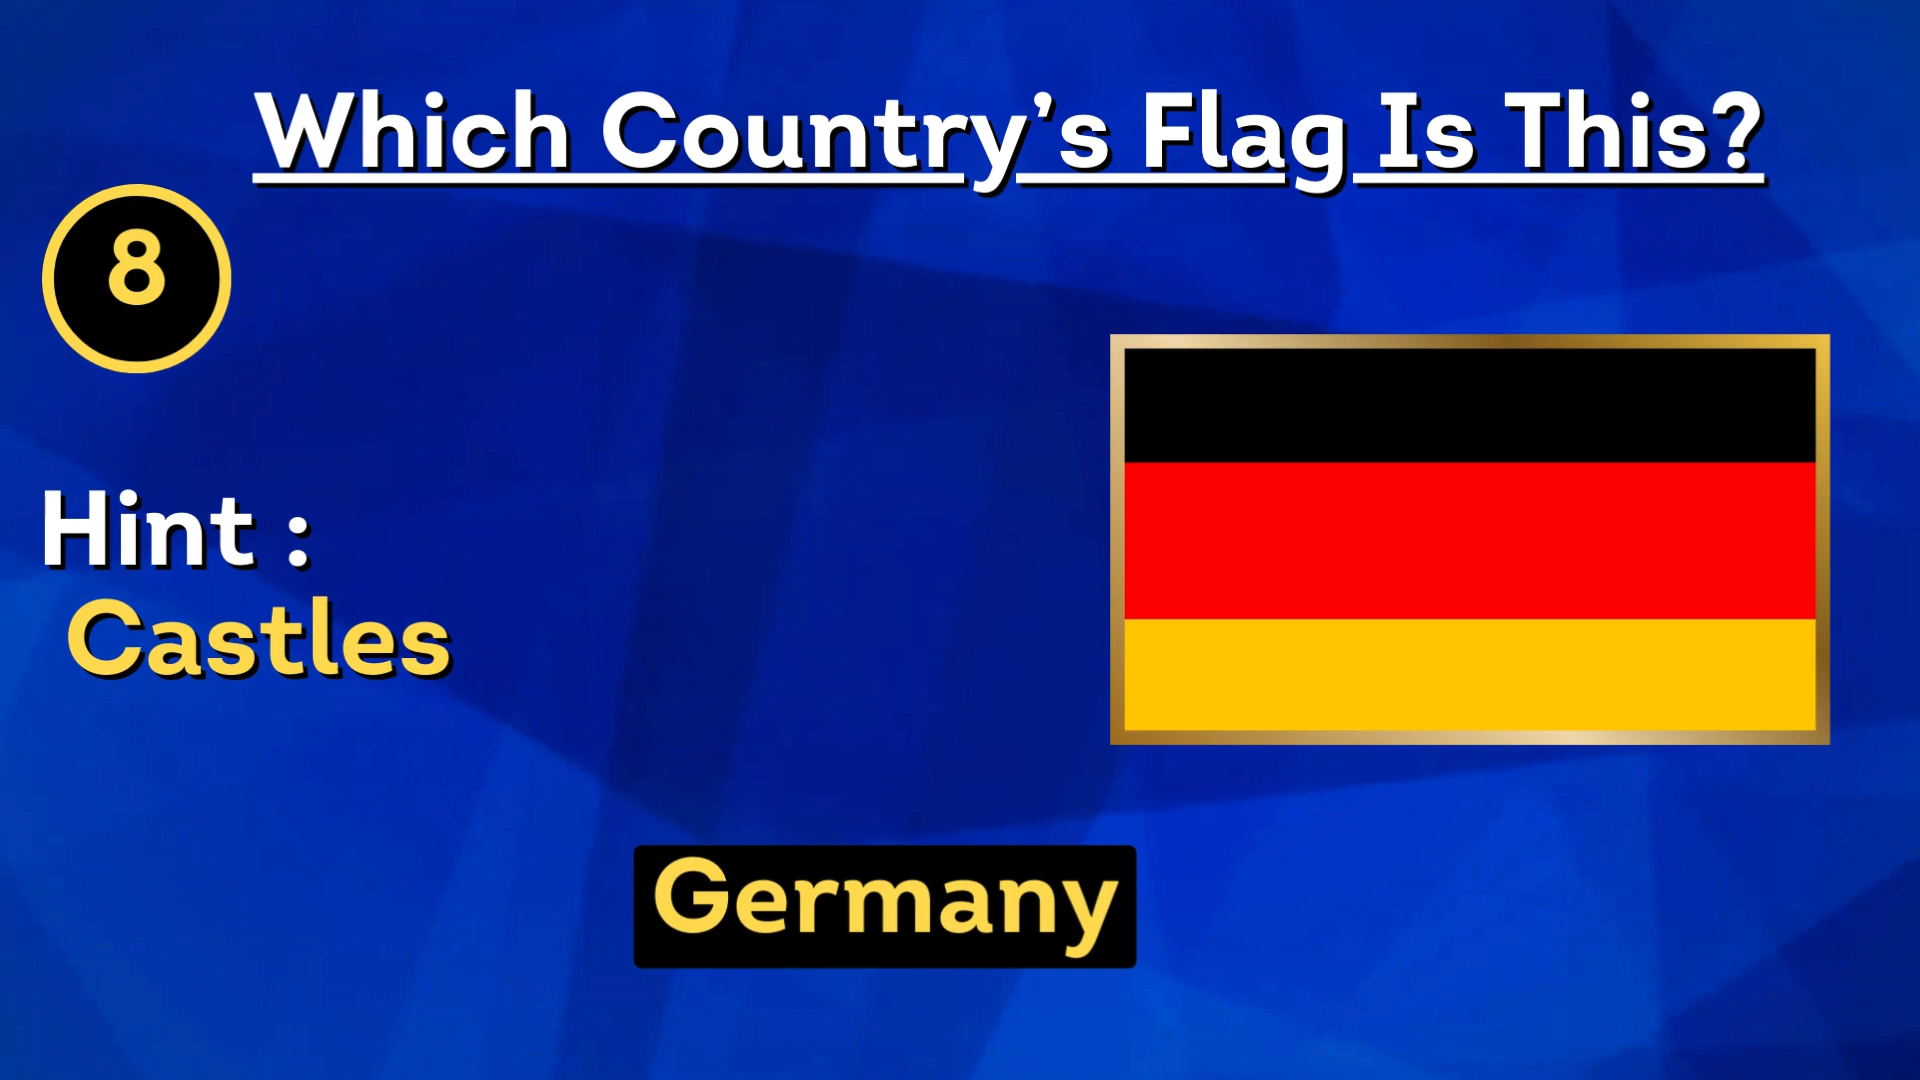 Which Country’s Flag Is This?
8
Hint :
Castles
Germany